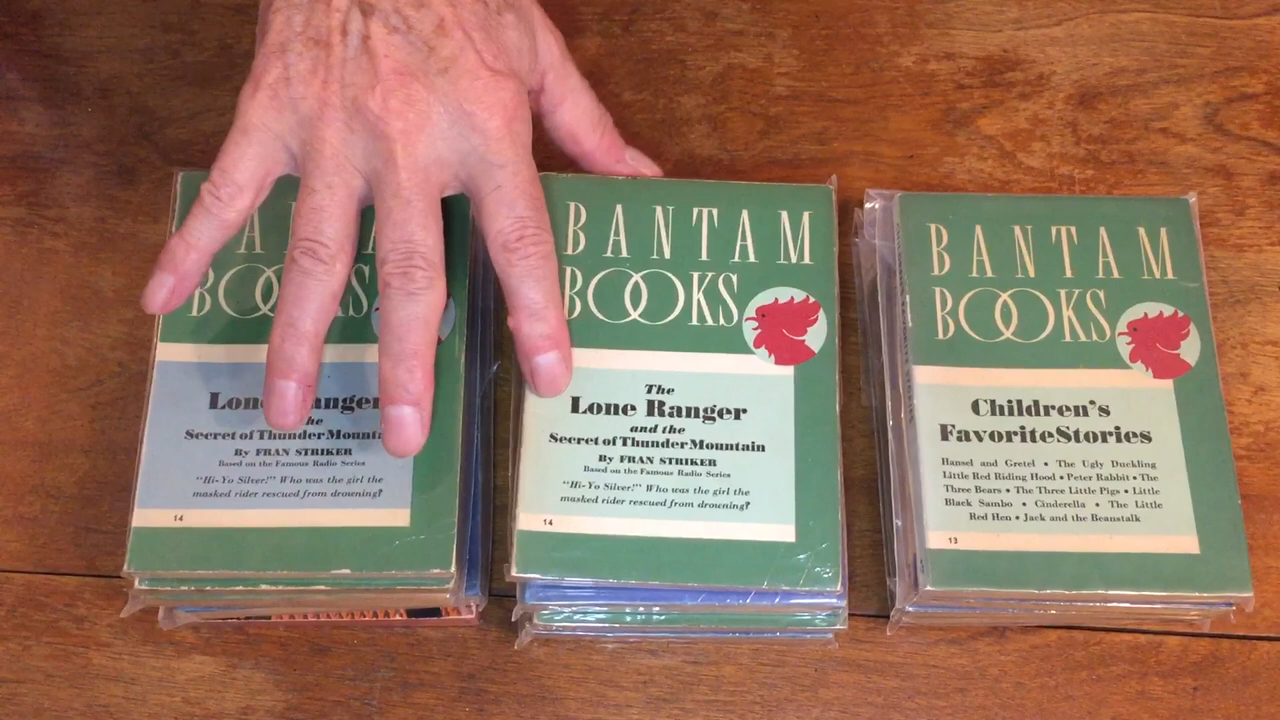 BOOKS
Secret of Thunder
By FRAN STRIKER
Based on the Famous Radio Series
"Hi-Yo Silver!" Who was the girl the
masked rider rescued from drowning?
14
BANTAM
BOOKS
The
Lone Ranger
and the
Secret of Thunder Mountain
By FRAN STRIKER
Based on the Famous Radio Series
"Hi-Yo Silver!" Who was the girl the
masked rider rescued from drowning?
14
BANTAM
BOOKS
Children's
Favorite Stories
Hansel and Gretel • The Ugly Duckling
Little Red Riding Hood • Peter Rabbit • The
Three Bears • The Three Little Pigs • Little
Black Sambo • Cinderella • The Little
Red Hen • Jack and the Beanstalk
13